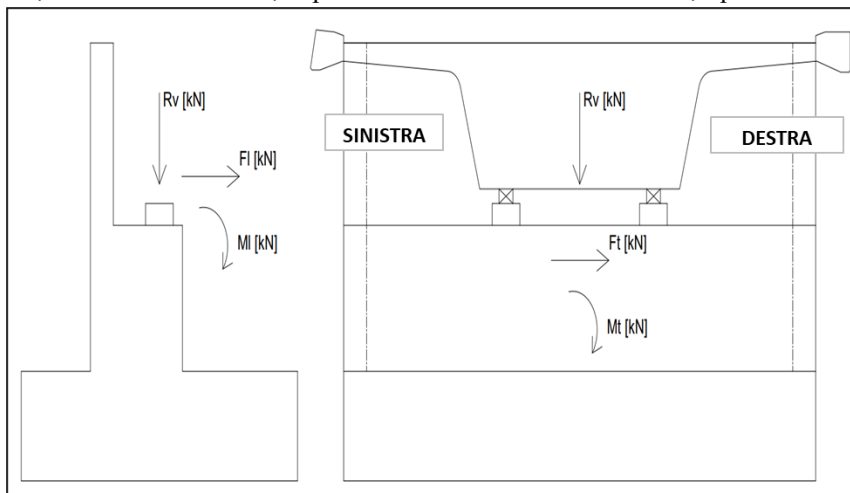 Rv [kN]
Fl [kN]
Ml [kN]
Rv [kN]
SINISTRA
DESTRA
Ft [kN]
Mt [kN]